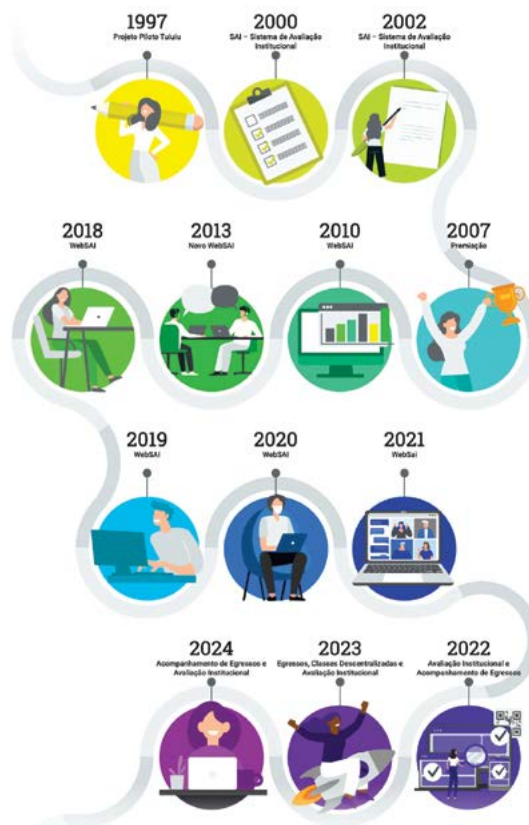 1997
Projeto Piloto Tuiuiu
2000
SAI – Sistema de Avaliação
Institucional
2002
SAI – Sistema de Avaliação
Institucional
2018
WebSAI
2013
Novo WebSAI
2010
WebSAI
2007
Premiação
2019
WebSAI
2020
WebSAI
2021
WebSai
2024
Acompanhamento de Egressos e
Avaliação Institucional
2023
Egressos, Classes Descentralizadas e
Avaliação Institucional
2022
Avaliação Institucional e
Acompanhamento de Egressos